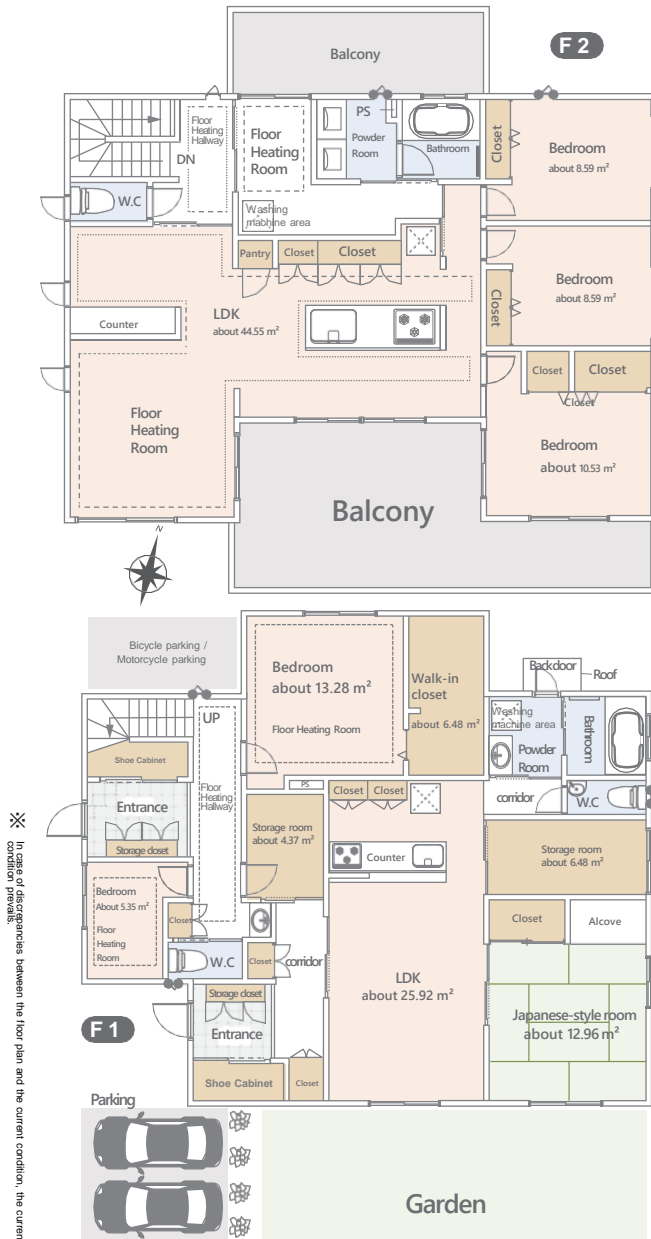 Balcony
F 2
Floor
Heating
Hallway
DN
Floor
Heating
Room
PS
Powder
Room
Bathroom
Closet
Bedroom
about 8.59 m²
W.C
Washing
machine area
Pantry
Closet
Closet
Closet
Bedroom
about 8.59 m²
LDK
about 44.55 m²
Counter
Closet
Closet
Closet
Floor
Heating
Room
Bedroom
about 10.53 m²
Balcony
N
Bicycle parking /
Motorcycle parking
Bedroom
about 13.28 m²
Floor Heating Room
Walk-in
closet
about 6.48 m²
Backdoor
Roof
Washing
machine area
Powder
Room
Bathroom
UP
Shoe Cabinet
Floor
Heating
Hallway
Entrance
Storage closet
PS
Closet
Closet
corridor
W.C
Storage room
about 4.37 m²
Counter
Storage room
about 6.48 m²
Bedroom
About 5.35 m²
Floor
Heating
Room
Closet
W.C
Closet
corridor
Closet
Alcove
LDK
about 25.92 m²
Japanese-style room
about 12.96 m²
F 1
Storage closet
Entrance
Shoe Cabinet
Closet
Parking
Garden
※ In case of discrepancies between the floor plan and the current condition, the curren
condition prevails.